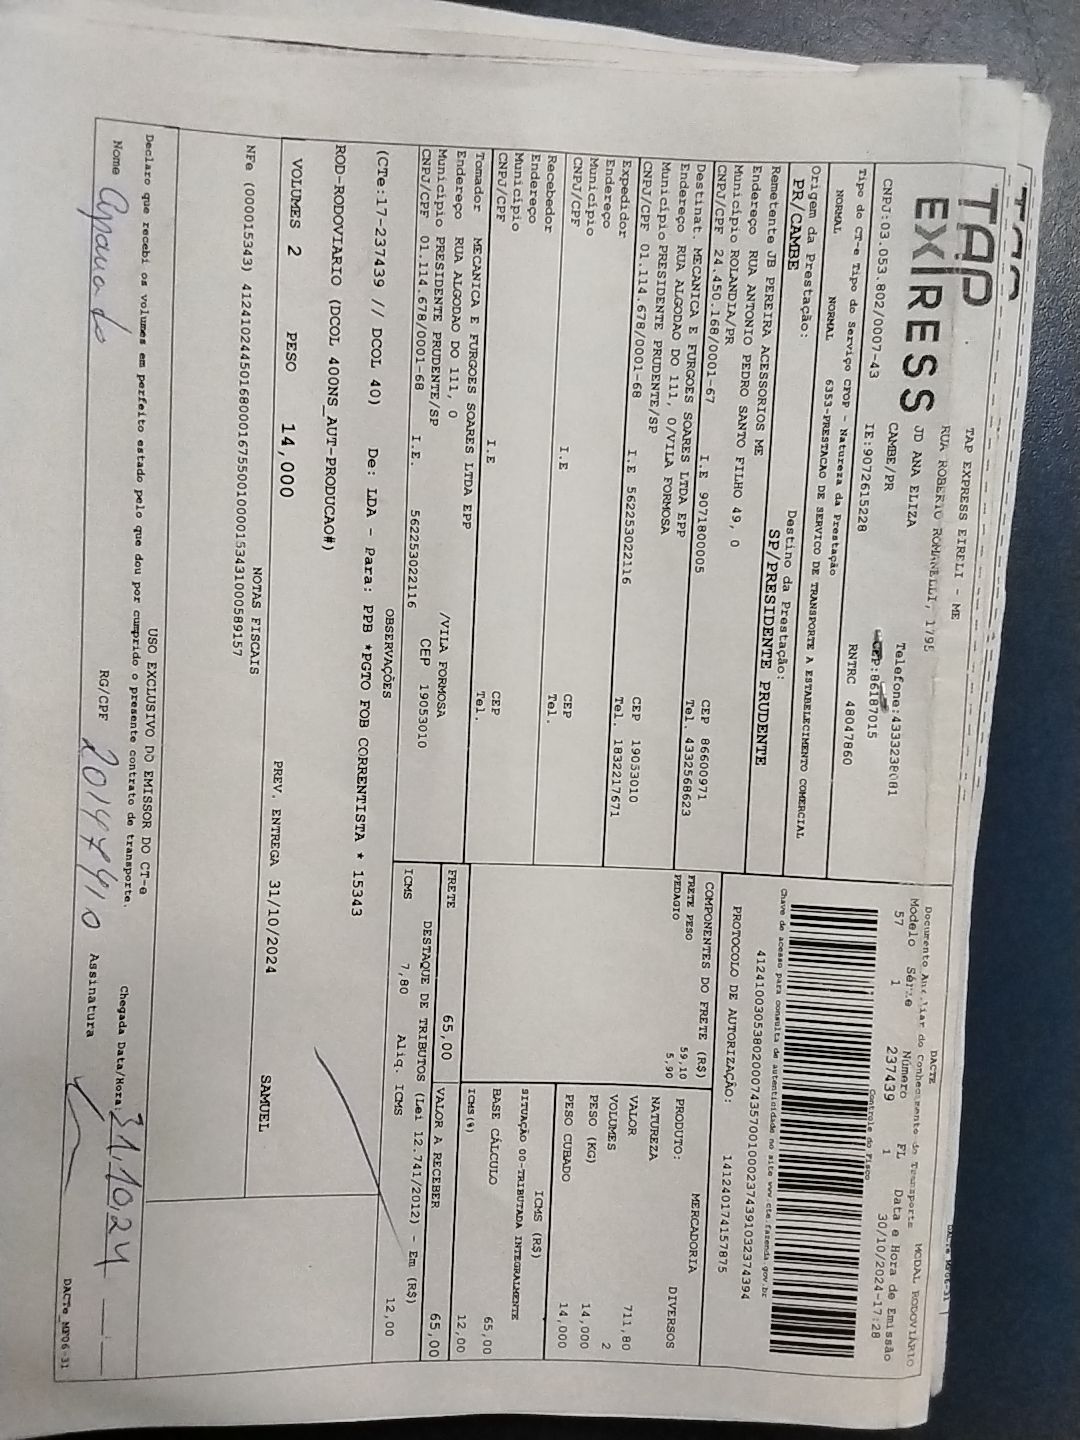 TAP
EXPRESS
TAP EXPRESS EIRELI - ME
RUA ROBERTO ROMANELLI, 1795
JD ANA ELIZA
CAMBE/PR
Telefone:4333238081
CEP:86187015
CNPJ:03.053.802/0007-43 IE:9072615228 RNTRC 48047860
Tipo do CT-e Tipo do Serviço CFOP - Natureza da Prestação
NORMAL NORMAL 6353-PRESTACAO DE SERVICO DE TRANSPORTE A ESTABELECIMENTO COMERCIAL
Origem da Prestação: Destino da Prestação:
PR/CAMBE SP/PRESIDENTE PRUDENTE
DACTE
Documento Auxiliar do Conhecimento de Transporte MODAL RODOVIÁRIO
Modelo Série Número FL Data e Hora de Emissão
57 1 237439 1 30/10/2024-17:28
Controle do Fisco
Chave de acesso para consulta de autenticidade no site www.cte.fazenda.gov.br
41241003053802000743570010002374391032374394
PROTOCOLO DE AUTORIZAÇÃO: 141240174157875
Remetente JB PEREIRA ACESSORIOS ME
Endereço RUA ANTONIO PEDRO SANTO FILHO 49, 0
Município ROLANDIA/PR CEP 86600971
CNPJ/CPF 24.450.168/0001-67 I.E 9071800005 Tel. 4332568623
Destinat. MECANICA E FURGOES SOARES LTDA EPP
Endereço RUA ALGODAO DO 111, 0/VILA FORMOSA
Município PRESIDENTE PRUDENTE/SP CEP 19053010
CNPJ/CPF 01.114.678/0001-68 I.E 562253022116 Tel. 1832217671
Expedidor
Endereço
Município CEP
CNPJ/CPF I.E Tel.
Recebedor
Endereço
Município CEP
CNPJ/CPF I.E Tel.
Tomador MECANICA E FURGOES SOARES LTDA EPP
Endereço RUA ALGODAO DO 111, 0 /VILA FORMOSA
Município PRESIDENTE PRUDENTE/SP CEP 19053010
CNPJ/CPF 01.114.678/0001-68 I.E. 562253022116
COMPONENTES DO FRETE (R$)
FRETE PESO 59,10
PEDAGIO 5,90
FRETE 65,00
MERCADORIA
PRODUTO: DIVERSOS
NATUREZA
VALOR 711,80
VOLUMES 2
PESO (KG) 14,000
PESO CUBADO 14,000
ICMS (R$)
SITUAÇÃO 00-TRIBUTADA INTEGRALMENTE
BASE CÁLCULO 65,00
ICMS(%) 12,00
VALOR A RECEBER 65,00
DESTAQUE DE TRIBUTOS (Lei 12.741/2012) - Em (R$)
ICMS 7,80 Aliq. ICMS 12,00
OBSERVAÇÕES
(CTe:17-237439 // DCOL 40) De: LDA - Para: PPB *PGTO FOB CORRENTISTA * 15343
ROD-RODOVIARIO (DCOL 400NS_AUT-PRODUCAO#)
VOLUMES 2 PESO 14,000 PREV. ENTREGA 31/10/2024 SAMUEL
NOTAS FISCAIS
NFe (000015343) 41241024450168000167550010000153431000589157
USO EXCLUSIVO DO EMISSOR DO CT-e
Declaro que recebi os volumes em perfeito estado pelo que dou por cumprido o presente contrato de transporte.
Chegada Data/Hora: 31.10.24
Nome RG/CPF Assinatura
DACTe_MP06-31